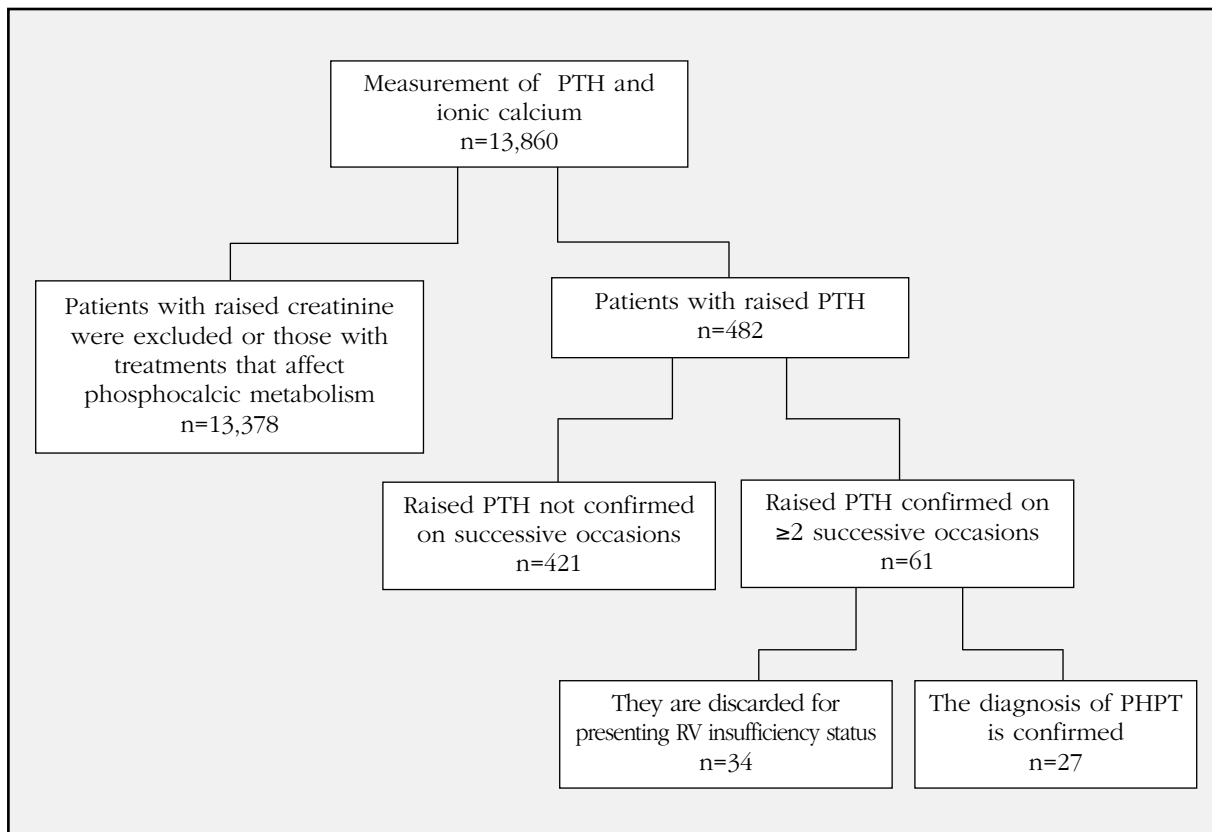 Measurement of PTH and
ionic calcium
n=13,860
Patients with raised creatinine
were excluded or those with
treatments that affect
phosphocalcic metabolism
n=13,378
Patients with raised PTH
n=482
Raised PTH not confirmed
on successive occasions
n=421
Raised PTH confirmed on
≥2 successive occasions
n=61
They are discarded for
presenting RV insufficiency status
n=34
The diagnosis of PHPT
is confirmed
n=27